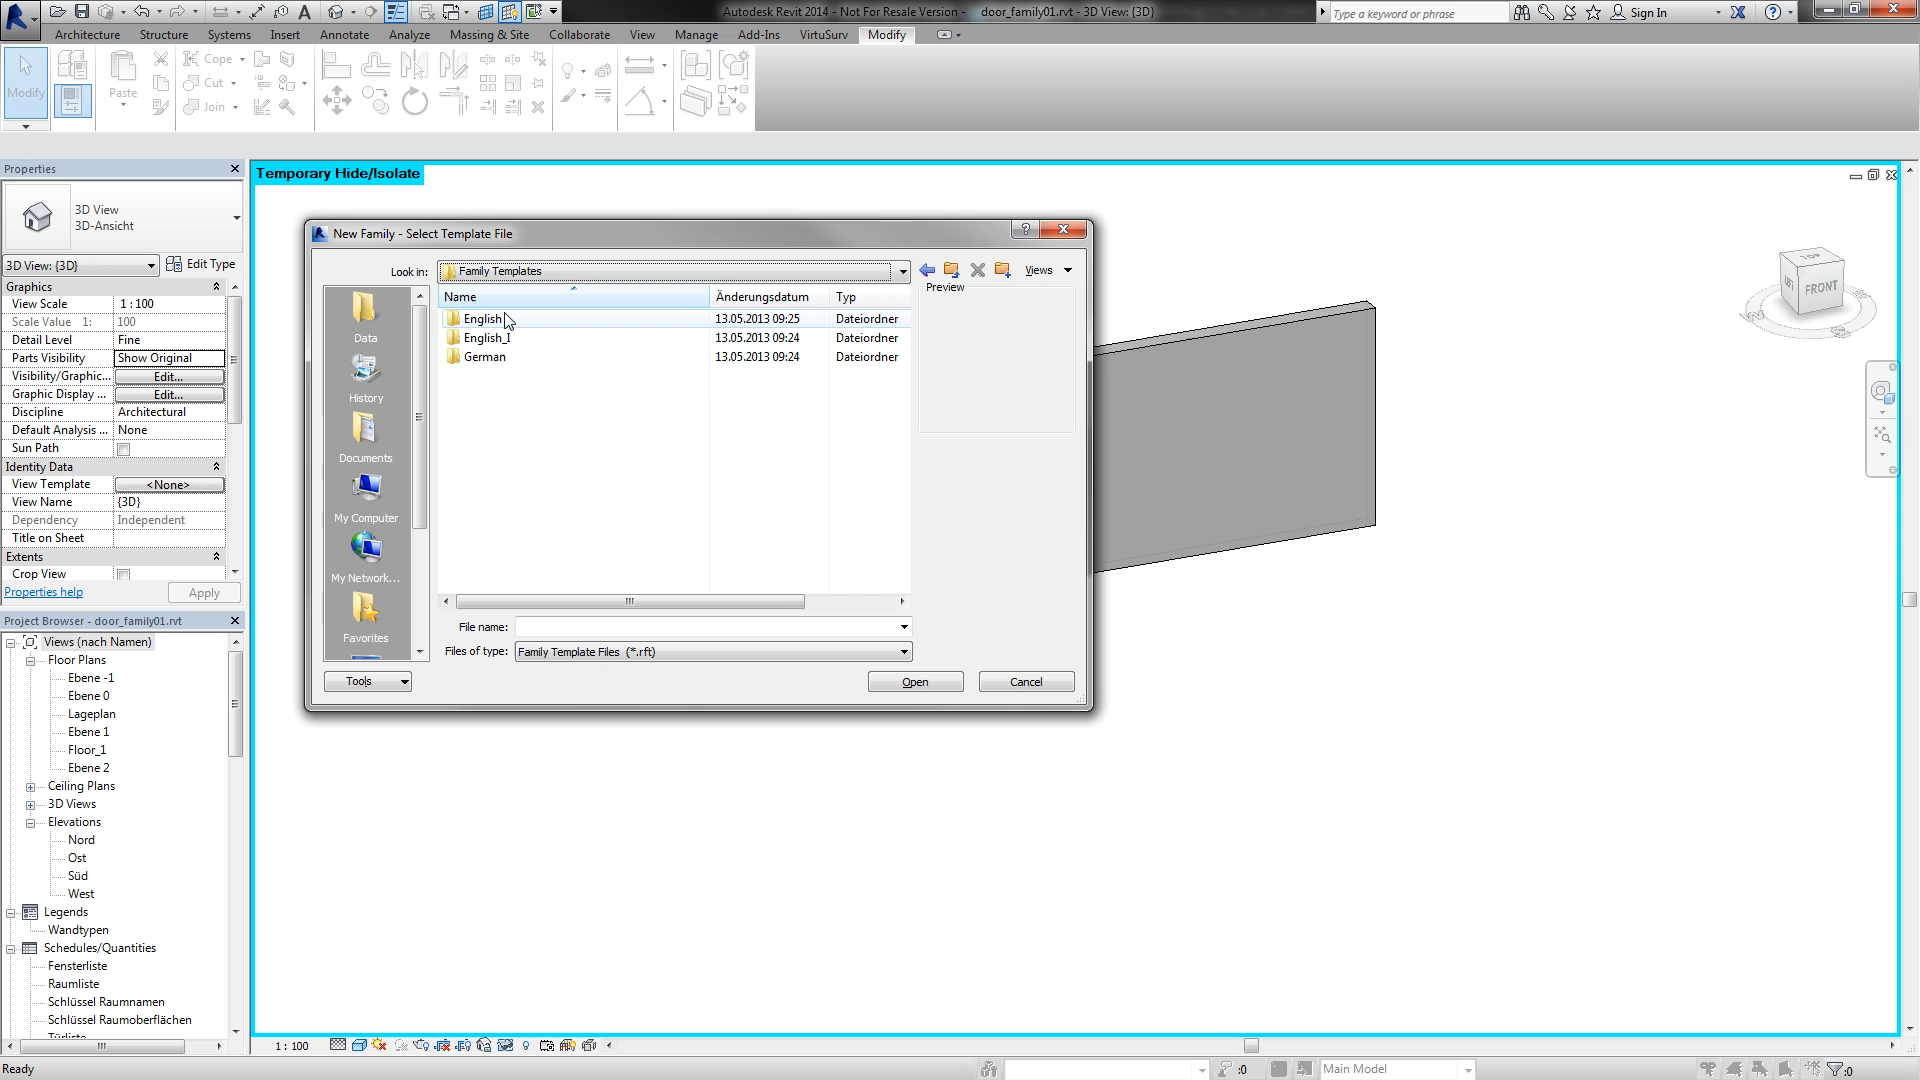 Autodesk Revit 2014 - Not For Resale Version - door_family01.rvt - 3D View: {3D}
Type a keyword or phrase
Sign In
Architecture Structure Systems Insert Annotate Analyze Massing & Site Collaborate View Manage Add-Ins VirtuSurv Modify
Modify
Paste
Cope
Cut
Join
Properties
3D View
3D-Ansicht
3D View: {3D}
Edit Type
Graphics
View Scale 1 : 100
Scale Value 1: 100
Detail Level Fine
Parts Visibility Show Original
Visibility/Graphic... Edit...
Graphic Display ... Edit...
Discipline Architectural
Default Analysis ... None
Sun Path
Identity Data
View Template <None>
View Name {3D}
Dependency Independent
Title on Sheet
Extents
Crop View
Properties help
Apply
Project Browser - door_family01.rvt
Views (nach Namen)
Floor Plans
Ebene -1
Ebene 0
Lageplan
Ebene 1
Floor_1
Ebene 2
Ceiling Plans
3D Views
Elevations
Nord
Ost
Süd
West
Legends
Wandtypen
Schedules/Quantities
Fensterliste
Raumliste
Schlüssel Raumnamen
Schlüssel Raumoberflächen
Türliste
Temporary Hide/Isolate
New Family - Select Template File
Look in: Family Templates
Views
Preview
Name Änderungsdatum Typ
English 13.05.2013 09:25 Dateiordner
English_I 13.05.2013 09:24 Dateiordner
German 13.05.2013 09:24 Dateiordner
Data
History
Documents
My Computer
My Network...
Favorites
File name:
Files of type: Family Template Files (*.rft)
Tools
Open
Cancel
TOP
FRONT
1 : 100
Ready
:0
Main Model
:0